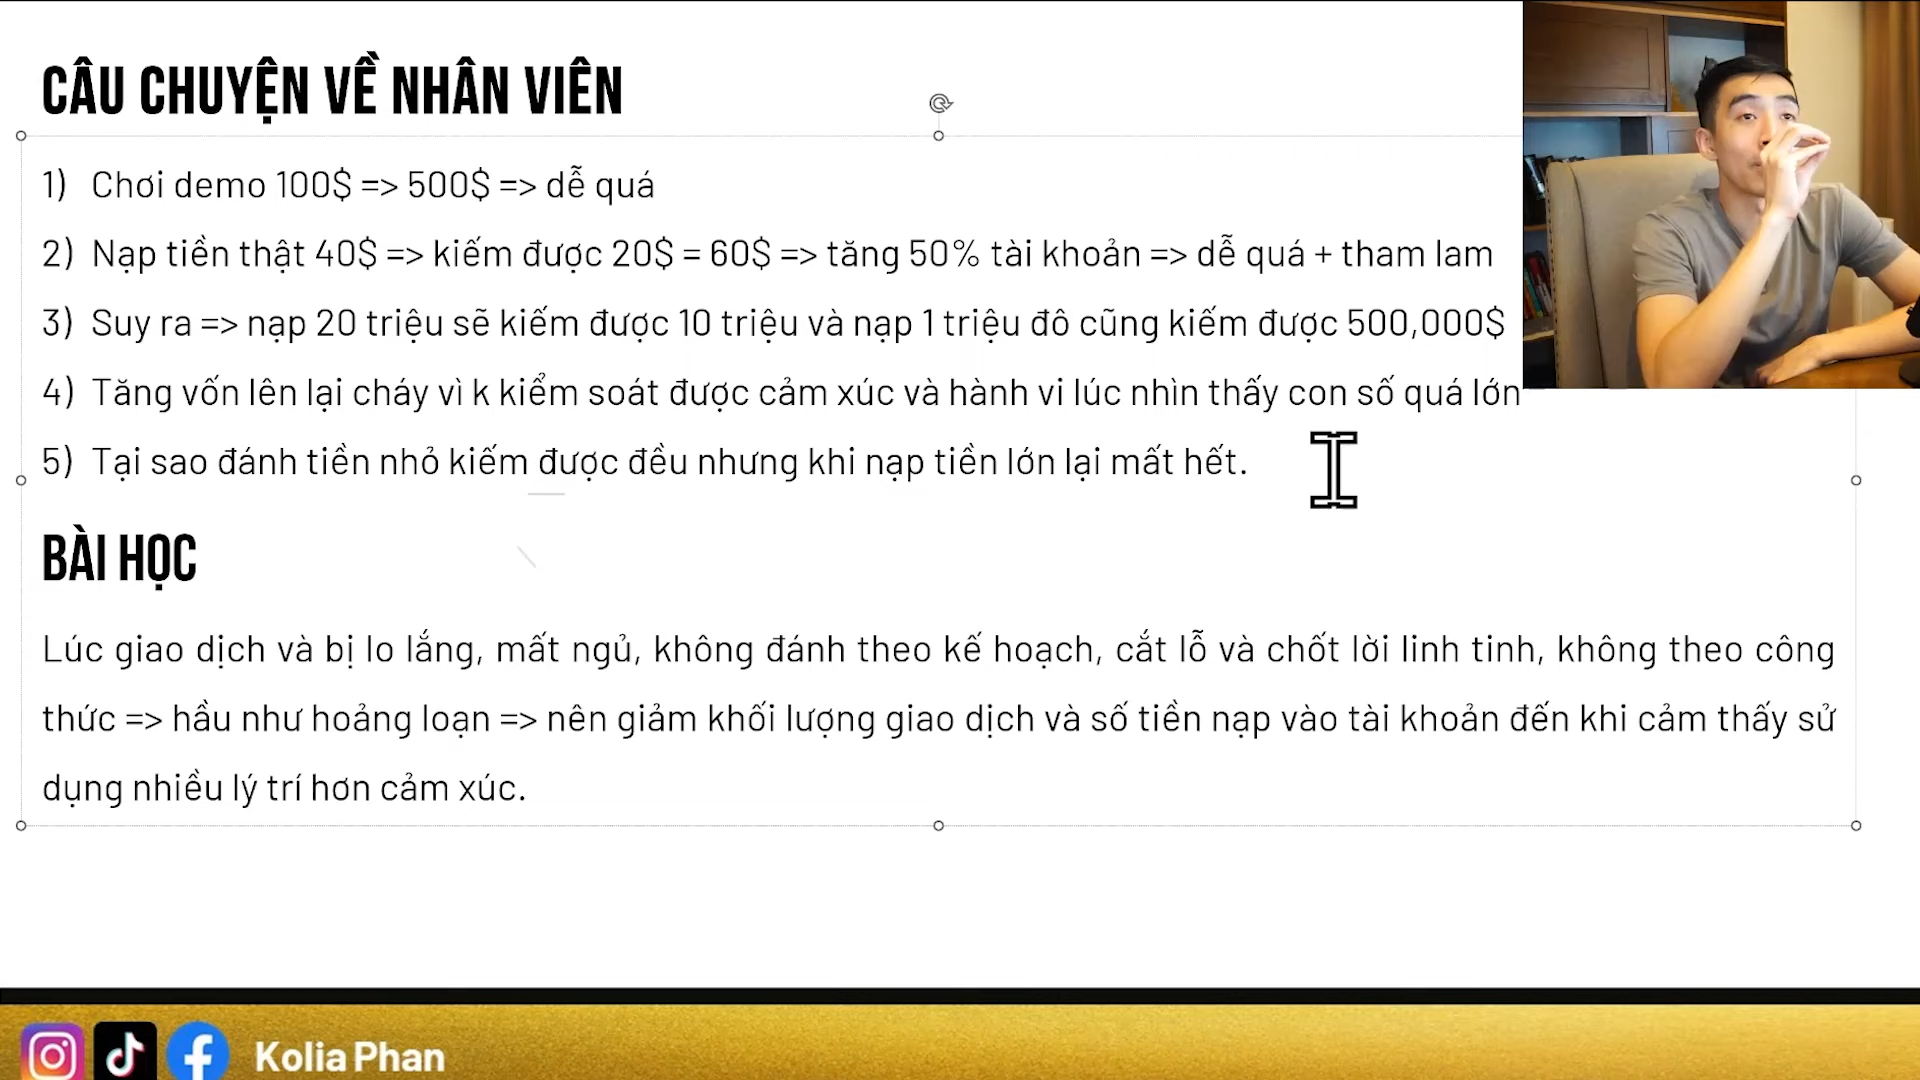 CÂU CHUYỆN VỀ NHÂN VIÊN
1) Chơi demo 100$ => 500$ => dễ quá
2) Nạp tiền thật 40$ => kiếm được 20$ = 60$ => tăng 50% tài khoản => dễ quá + tham lam
3) Suy ra => nạp 20 triệu sẽ kiếm được 10 triệu và nạp 1 triệu đô cũng kiếm được 500,000$
4) Tăng vốn lên lại cháy vì k kiểm soát được cảm xúc và hành vi lúc nhìn thấy con số quá lớn
5) Tại sao đánh tiền nhỏ kiếm được đều nhưng khi nạp tiền lớn lại mất hết.
BÀI HỌC
Lúc giao dịch và bị lo lắng, mất ngủ, không đánh theo kế hoạch, cắt lỗ và chốt lời linh tinh, không theo công
thức => hầu như hoảng loạn => nên giảm khối lượng giao dịch và số tiền nạp vào tài khoản đến khi cảm thấy sử
dụng nhiều lý trí hơn cảm xúc.
Kolia Phan